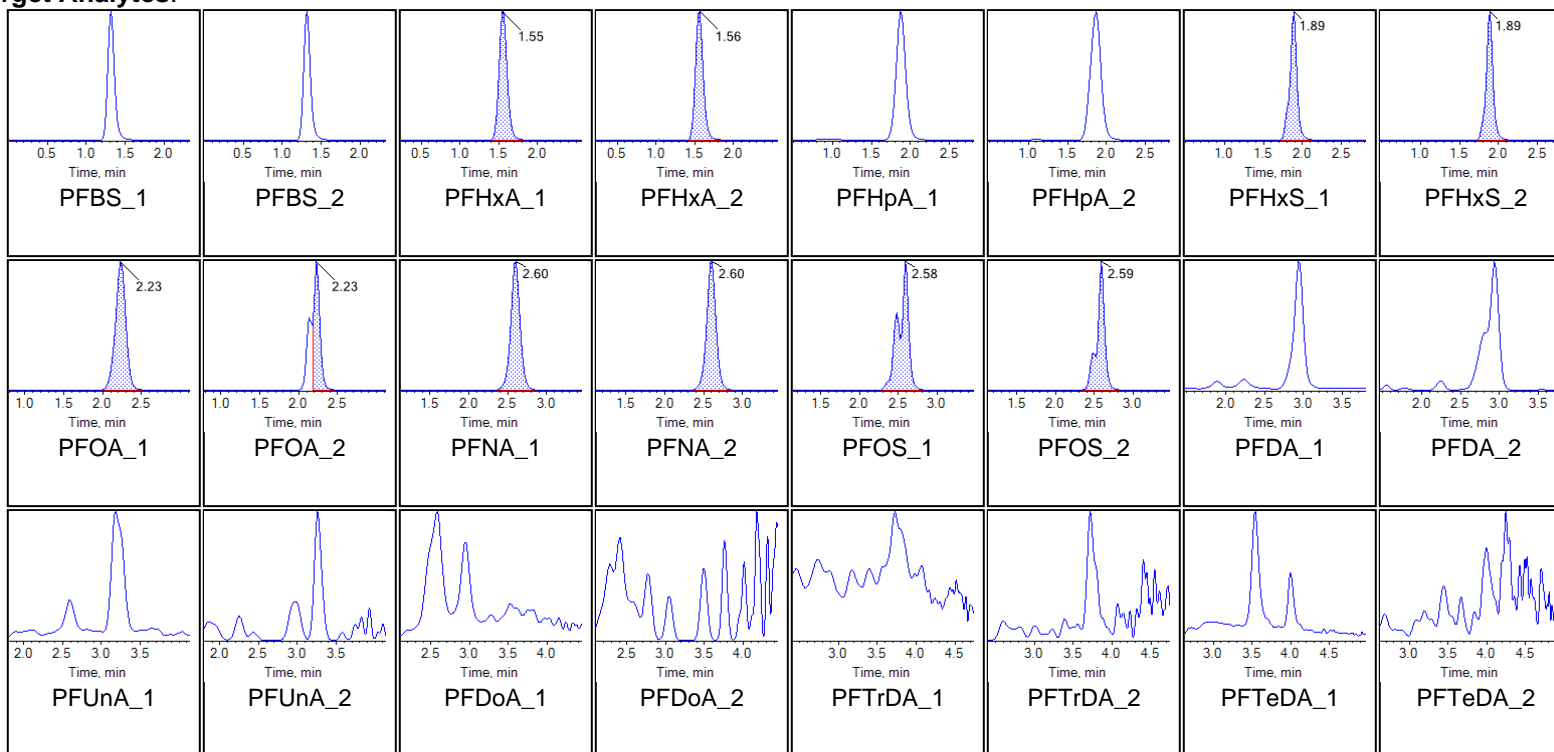 rget Analytes:
1.55 1.56 1.89 1.89
0.5 1.0 1.5 2.0 0.5 1.0 1.5 2.0 0.5 1.0 1.5 2.0 0.5 1.0 1.5 2.0 1.0 1.5 2.0 2.5 1.0 1.5 2.0 2.5 1.0 1.5 2.0 2.5 1.0 1.5 2.0 2.5
Time, min Time, min Time, min Time, min Time, min Time, min Time, min Time, min
PFBS_1 PFBS_2 PFHxA_1 PFHxA_2 PFHpA_1 PFHpA_2 PFHxS_1 PFHxS_2
2.23 2.23 2.60 2.60 2.58 2.59
1.0 1.5 2.0 2.5 1.0 1.5 2.0 2.5 1.5 2.0 2.5 3.0 1.5 2.0 2.5 3.0 1.5 2.0 2.5 3.0 1.5 2.0 2.5 3.0 2.0 2.5 3.0 3.5 2.0 2.5 3.0 3.5
Time, min Time, min Time, min Time, min Time, min Time, min Time, min Time, min
PFOA_1 PFOA_2 PFNA_1 PFNA_2 PFOS_1 PFOS_2 PFDA_1 PFDA_2
2.0 2.5 3.0 3.5 2.0 2.5 3.0 3.5 2.5 3.0 3.5 4.0 2.5 3.0 3.5 4.0 3.0 3.5 4.0 4.5 3.0 3.5 4.0 4.5 3.0 3.5 4.0 4.5 3.0 3.5 4.0 4.5
Time, min Time, min Time, min Time, min Time, min Time, min Time, min Time, min
PFUnA_1 PFUnA_2 PFDoA_1 PFDoA_2 PFTrDA_1 PFTrDA_2 PFTeDA_1 PFTeDA_2